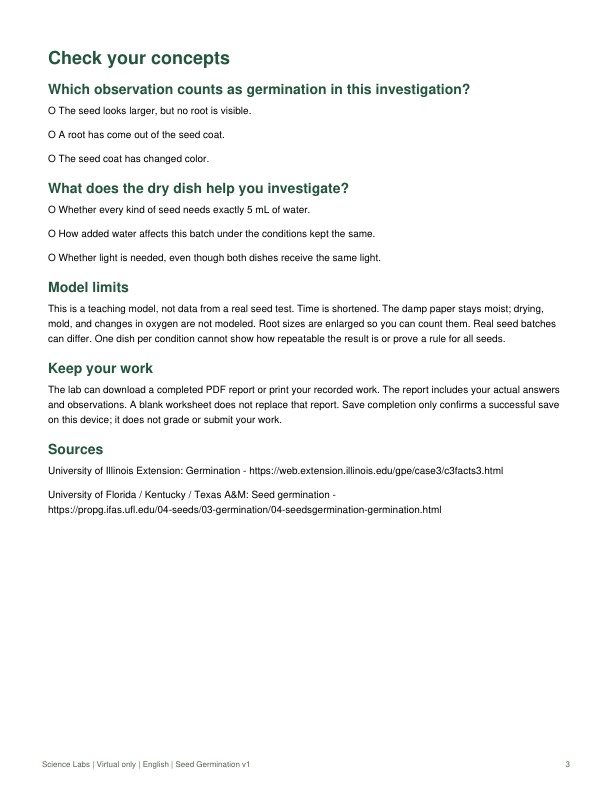 Check your concepts
Which observation counts as germination in this investigation?
O The seed looks larger, but no root is visible.
O A root has come out of the seed coat.
O The seed coat has changed color.
What does the dry dish help you investigate?
O Whether every kind of seed needs exactly 5 mL of water.
O How added water affects this batch under the conditions kept the same.
O Whether light is needed, even though both dishes receive the same light.
Model limits
This is a teaching model, not data from a real seed test. Time is shortened. The damp paper stays moist; drying,
mold, and changes in oxygen are not modeled. Root sizes are enlarged so you can count them. Real seed batches
can differ. One dish per condition cannot show how repeatable the result is or prove a rule for all seeds.
Keep your work
The lab can download a completed PDF report or print your recorded work. The report includes your actual answers
and observations. A blank worksheet does not replace that report. Save completion only confirms a successful save
on this device; it does not grade or submit your work.
Sources
University of Illinois Extension: Germination - https://web.extension.illinois.edu/gpe/case3/c3facts3.html
University of Florida / Kentucky / Texas A&M: Seed germination -
https://propg.ifas.ufl.edu/04-seeds/03-germination/04-seedsgermination-germination.html
Science Labs | Virtual only | English | Seed Germination v1
3